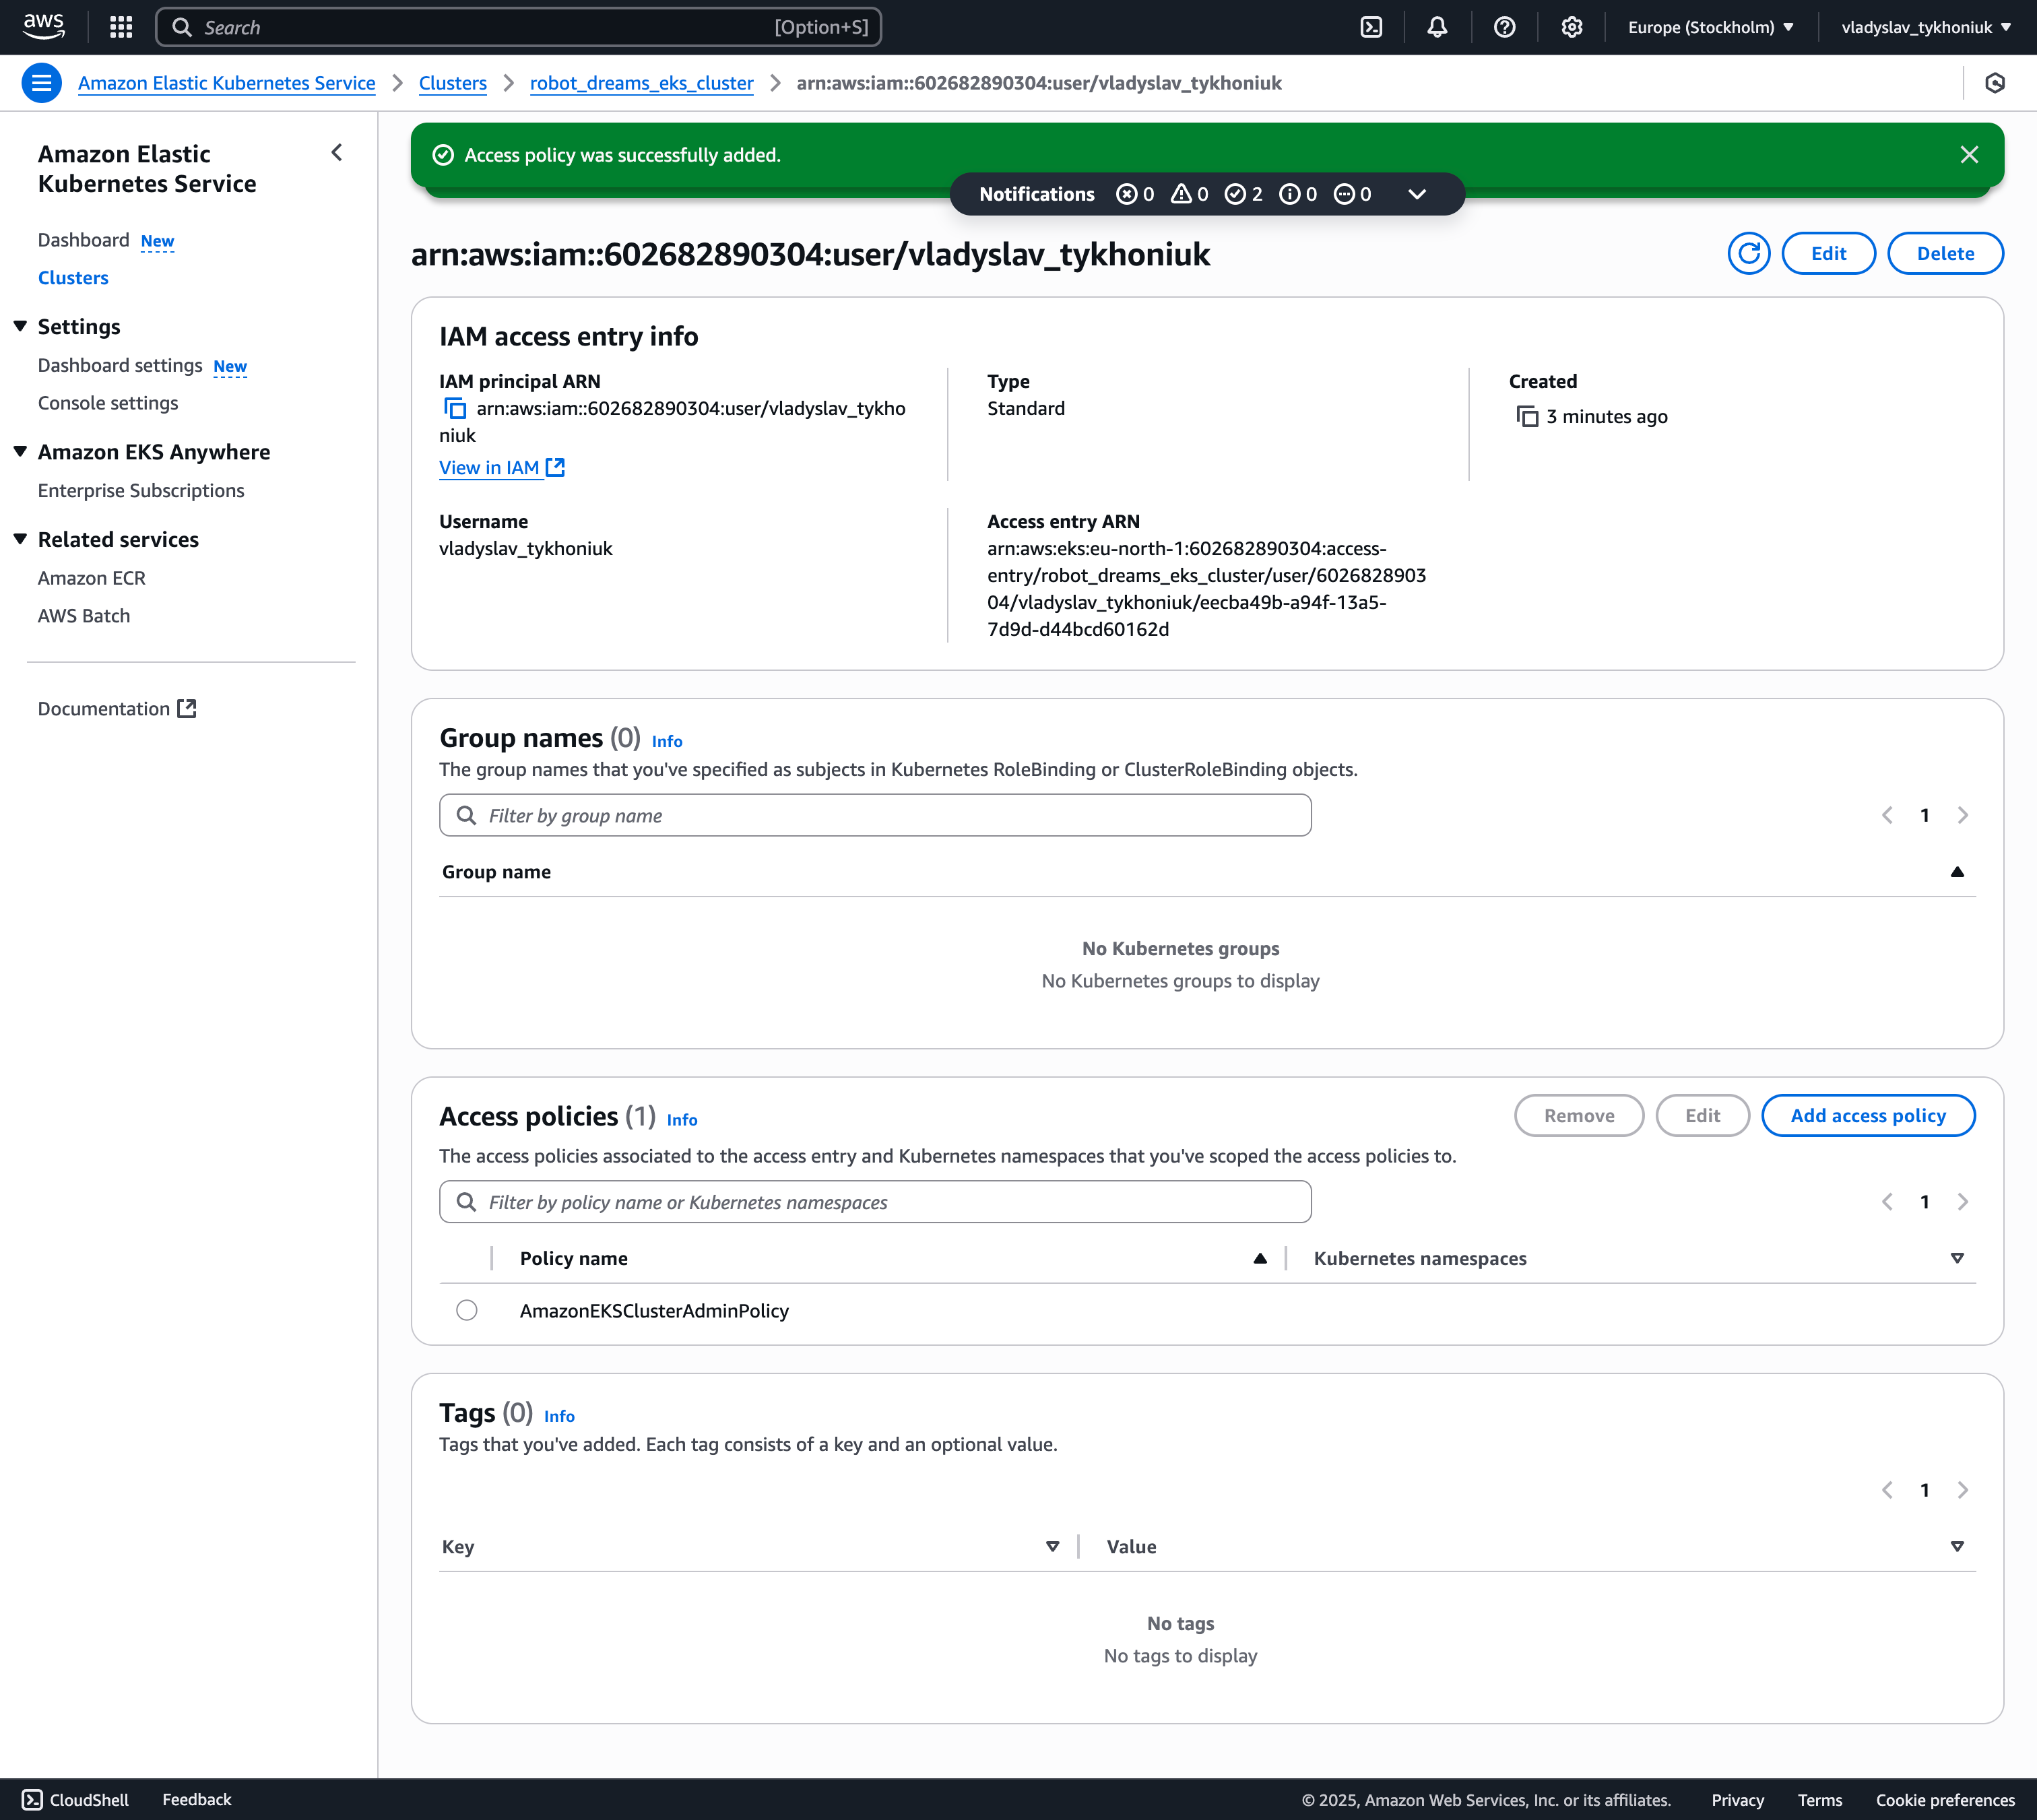 aws
Search
[Option+S]
Europe (Stockholm)
vladyslav_tykhoniuk
Amazon Elastic Kubernetes Service
Clusters
robot_dreams_eks_cluster
arn:aws:iam::602682890304:user/vladyslav_tykhoniuk
Amazon Elastic
Kubernetes Service
Dashboard New
Clusters
Settings
Dashboard settings New
Console settings
Amazon EKS Anywhere
Enterprise Subscriptions
Related services
Amazon ECR
AWS Batch
Documentation
Access policy was successfully added.
Notifications 0 0 2 0 0
arn:aws:iam::602682890304:user/vladyslav_tykhoniuk
Edit
Delete
IAM access entry info
IAM principal ARN
arn:aws:iam::602682890304:user/vladyslav_tykho
niuk
View in IAM
Type
Standard
Created
3 minutes ago
Username
vladyslav_tykhoniuk
Access entry ARN
arn:aws:eks:eu-north-1:602682890304:access-
entry/robot_dreams_eks_cluster/user/6026828903
04/vladyslav_tykhoniuk/eecba49b-a94f-13a5-
7d9d-d44bcd60162d
Group names (0) Info
The group names that you've specified as subjects in Kubernetes RoleBinding or ClusterRoleBinding objects.
Filter by group name
1
Group name
No Kubernetes groups
No Kubernetes groups to display
Access policies (1) Info
Remove
Edit
Add access policy
The access policies associated to the access entry and Kubernetes namespaces that you've scoped the access policies to.
Filter by policy name or Kubernetes namespaces
1
Policy name
Kubernetes namespaces
AmazonEKSClusterAdminPolicy
Tags (0) Info
Tags that you've added. Each tag consists of a key and an optional value.
1
Key
Value
No tags
No tags to display
CloudShell
Feedback
© 2025, Amazon Web Services, Inc. or its affiliates.
Privacy
Terms
Cookie preferences